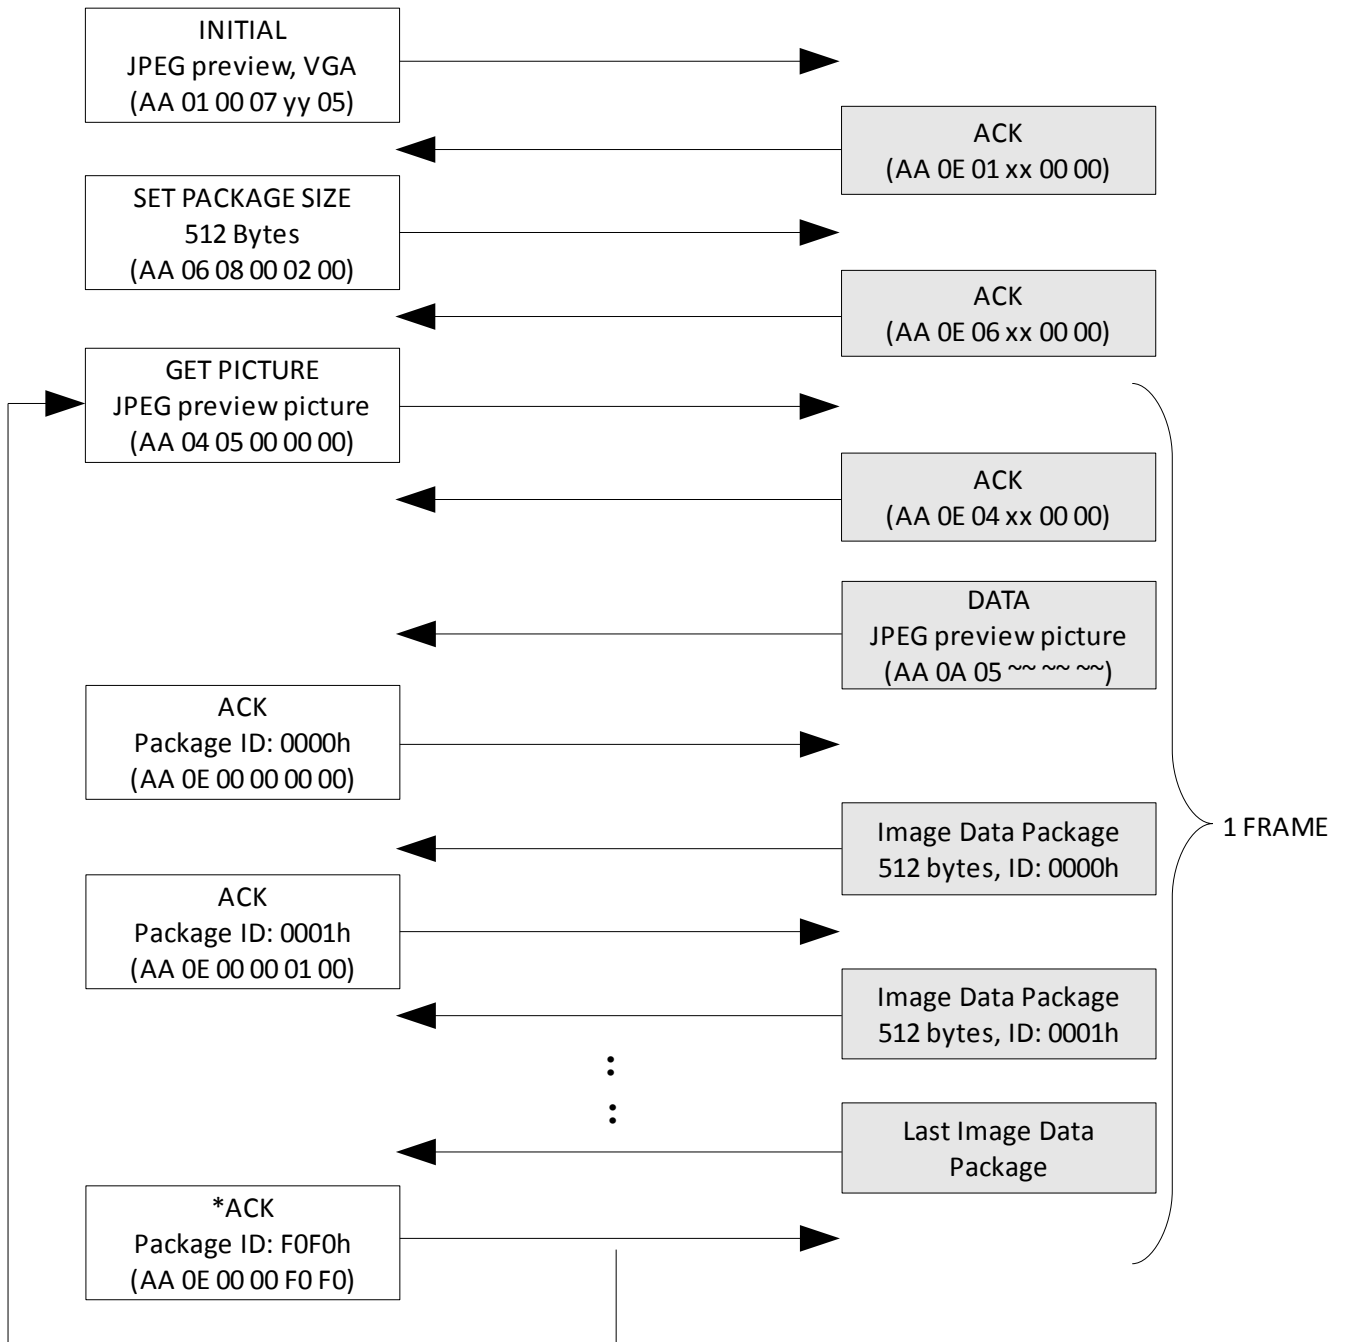 INITIAL
JPEG preview, VGA
(AA 01 00 07 yy 05)
ACK
(AA 0E 01 xx 00 00)
SET PACKAGE SIZE
512 Bytes
(AA 06 08 00 02 00)
ACK
(AA 0E 06 xx 00 00)
GET PICTURE
JPEG preview picture
(AA 04 05 00 00 00)
ACK
(AA 0E 04 xx 00 00)
DATA
JPEG preview picture
(AA 0A 05 ~~ ~~ ~~)
ACK
Package ID: 0000h
(AA 0E 00 00 00 00)
Image Data Package
512 bytes, ID: 0000h
1 FRAME
ACK
Package ID: 0001h
(AA 0E 00 00 01 00)
Image Data Package
512 bytes, ID: 0001h
Last Image Data
Package
*ACK
Package ID: F0F0h
(AA 0E 00 00 F0 F0)